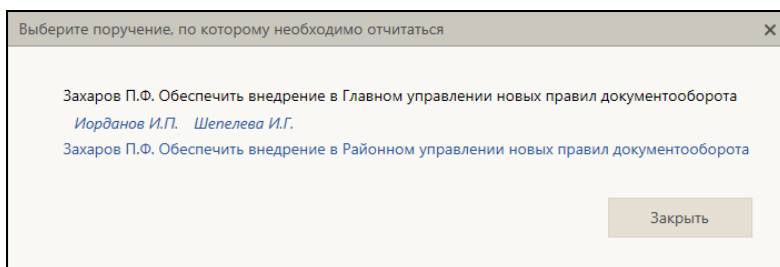 Выберите поручение, по которому необходимо отчитаться
Захаров П.Ф. Обеспечить внедрение в Главном управлении новых правил документооборота
Иорданов И.П. Шепелева И.Г.
Захаров П.Ф. Обеспечить внедрение в Районном управлении новых правил документооборота
Закрыть